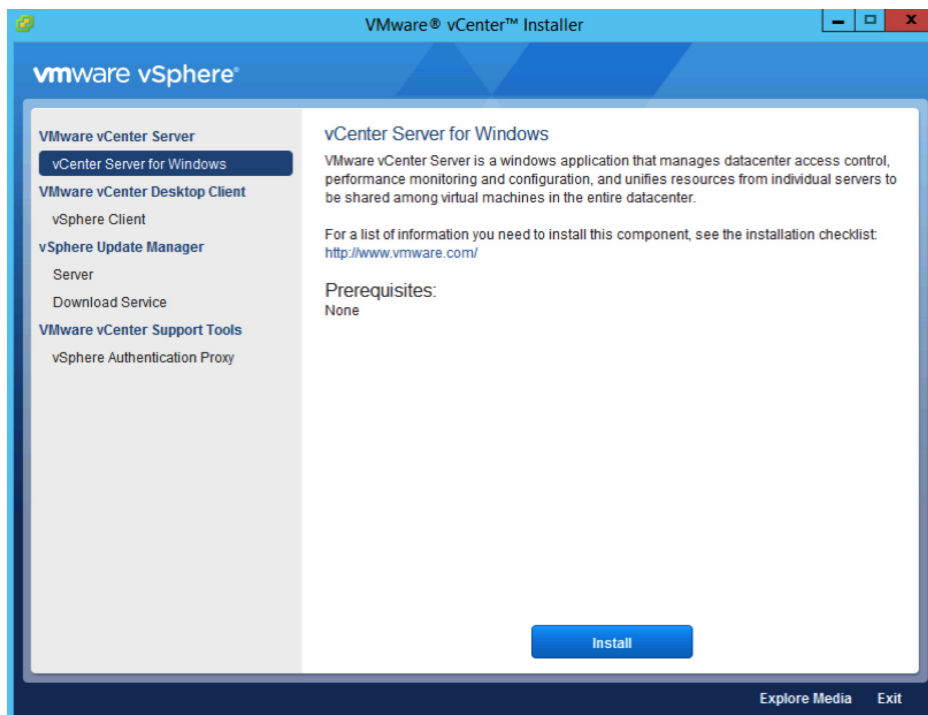 VMware® vCenter™ Installer
vmware vSphere®
VMware vCenter Server
vCenter Server for Windows
VMware vCenter Desktop Client
vSphere Client
vSphere Update Manager
Server
Download Service
VMware vCenter Support Tools
vSphere Authentication Proxy
vCenter Server for Windows
VMware vCenter Server is a windows application that manages datacenter access control,
performance monitoring and configuration, and unifies resources from individual servers to
be shared among virtual machines in the entire datacenter.
For a list of information you need to install this component, see the installation checklist:
http://www.vmware.com/
Prerequisites:
None
Install
Explore Media Exit